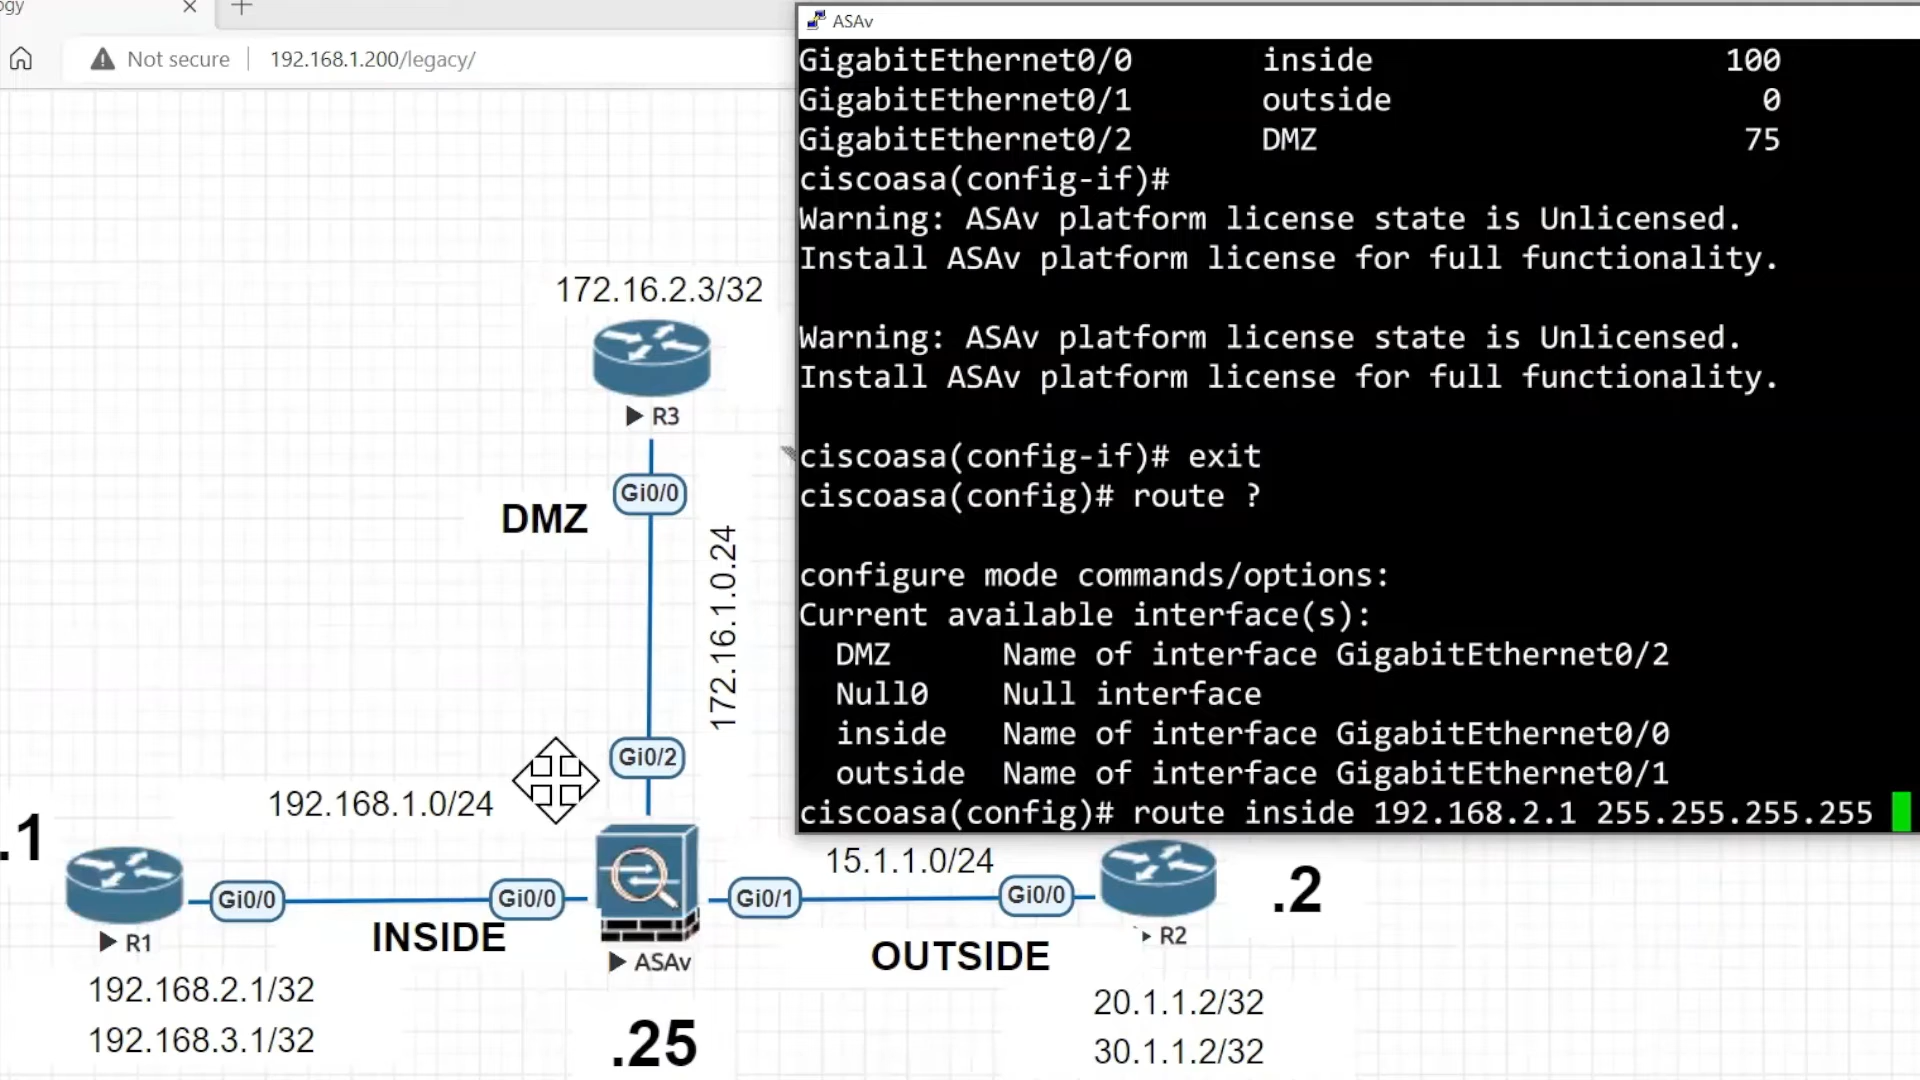 ogy
Not secure
192.168.1.200/legacy/
ASAv
GigabitEthernet0/0 inside 100
GigabitEthernet0/1 outside 0
GigabitEthernet0/2 DMZ 75
ciscoasa(config-if)#
Warning: ASAv platform license state is Unlicensed.
Install ASAv platform license for full functionality.
Warning: ASAv platform license state is Unlicensed.
Install ASAv platform license for full functionality.
ciscoasa(config-if)# exit
ciscoasa(config)# route ?
configure mode commands/options:
Current available interface(s):
DMZ Name of interface GigabitEthernet0/2
Null0 Null interface
inside Name of interface GigabitEthernet0/0
outside Name of interface GigabitEthernet0/1
ciscoasa(config)# route inside 192.168.2.1 255.255.255.255
172.16.2.3/32
R3
Gi0/0
DMZ
172.16.1.0.24
Gi0/2
192.168.1.0/24
.1
R1
Gi0/0
INSIDE
Gi0/0
ASAv
.25
Gi0/1
15.1.1.0/24
OUTSIDE
Gi0/0
R2
.2
192.168.2.1/32
192.168.3.1/32
20.1.1.2/32
30.1.1.2/32